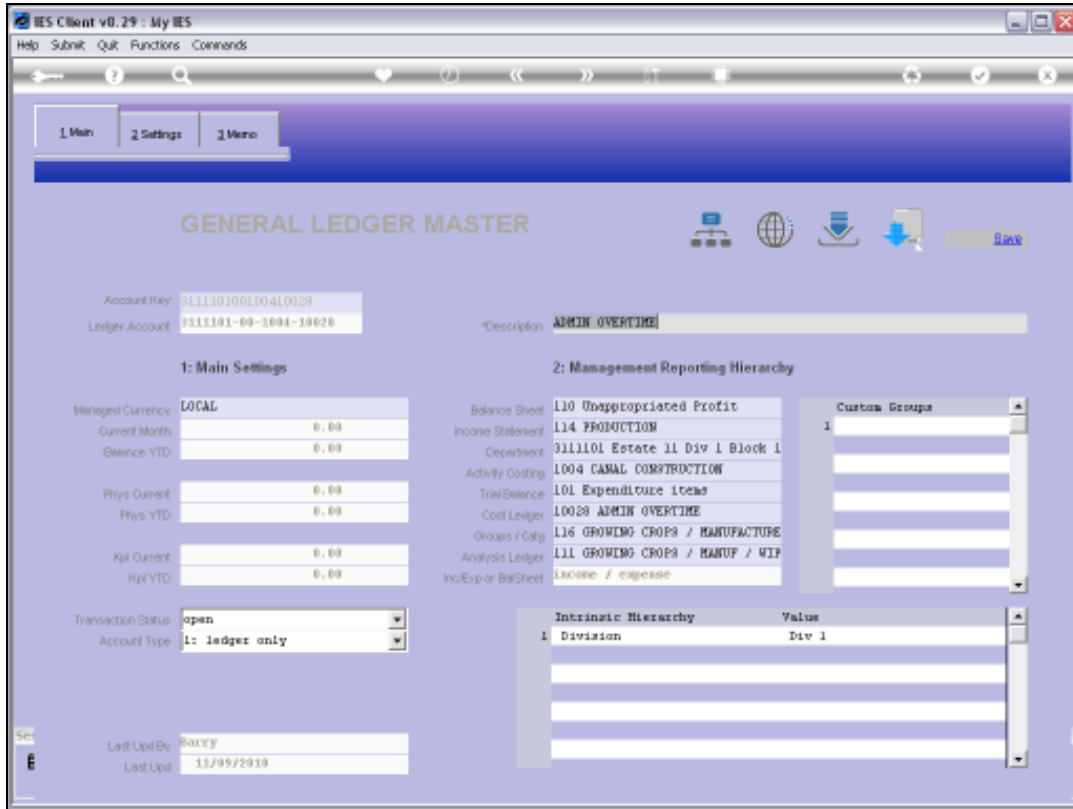 IES Client v8.29 : My IES
Help Submit Quit Functions Commands
1 Main 2 Settings 3 Memo
GENERAL LEDGER MASTER
Save
Account Key 311110100100410028
Ledger Account 3111101-00-1004-10028 *Description ADMIN OVERTIME
1: Main Settings 2: Management Reporting Hierarchy
Managed Currency LOCAL Balance Sheet 110 Unappropriated Profit Custom Groups
Current Month 0.00 Income Statement 114 PRODUCTION 1
Balance YTD 0.00 Department 3111101 Estate 11 Div 1 Block 1
Activity Costing 1004 CANAL CONSTRUCTION
Phys Current 0.00 Trial Balance 101 Expenditure items
Phys YTD 0.00 Cost Ledger 10028 ADMIN OVERTIME
Groups / Catg 116 GROWING CROPS / MANUFACTURE
Kpi Current 0.00 Analysis Ledger 111 GROWING CROPS / MANUF / WIP
Kpi YTD 0.00 Inc/Exp or BalSheet income / expense
Transaction Status open Intrinsic Hierarchy Value
Account Type 1: ledger only 1 Division Div 1
Last Upd By Barry
Last Upd 11/09/2010